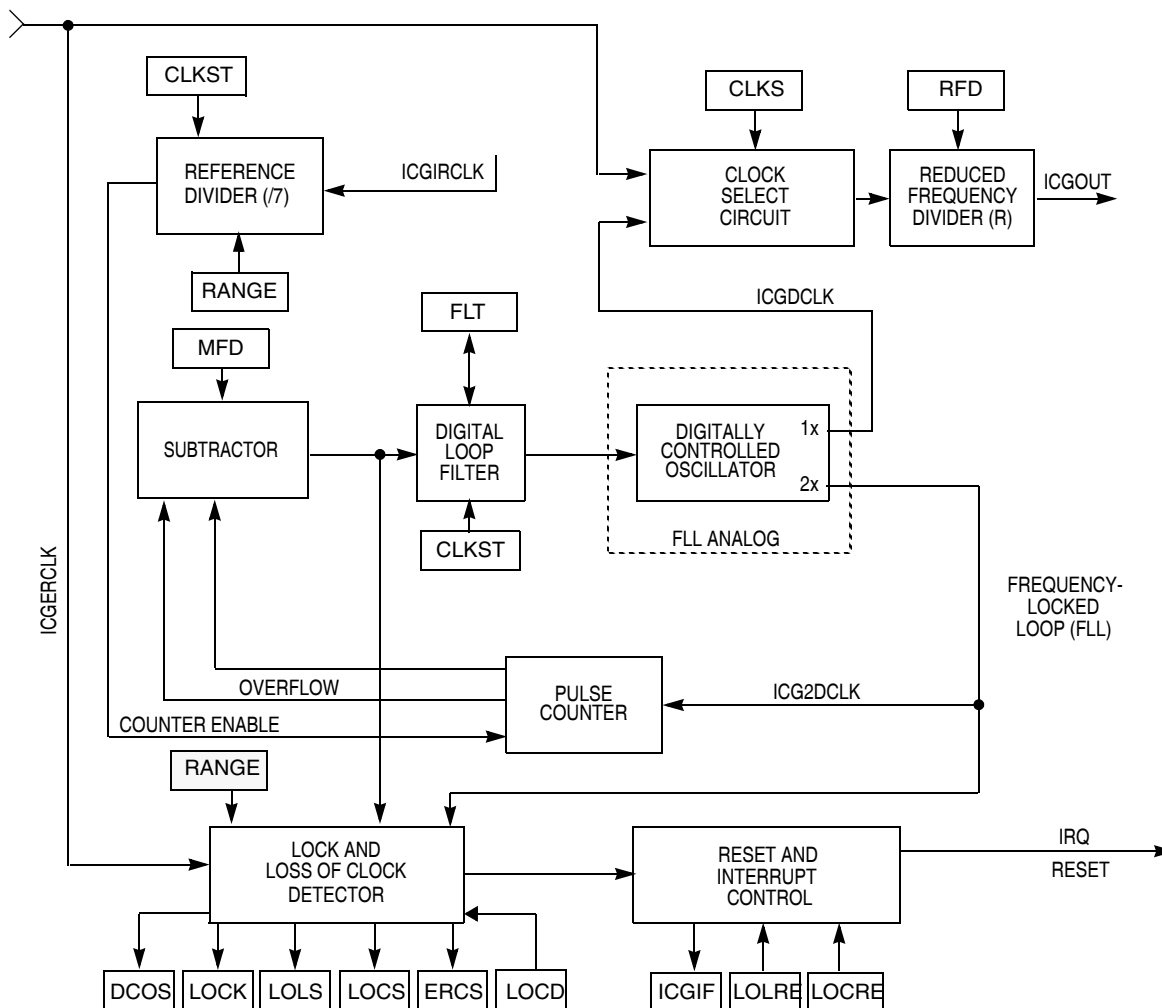 CLKST
CLKS
RFD
REFERENCE
DIVIDER (/7)
ICGIRCLK
CLOCK
SELECT
CIRCUIT
REDUCED
FREQUENCY
DIVIDER (R)
ICGOUT
RANGE
ICGDCLK
FLT
MFD
SUBTRACTOR
DIGITAL
LOOP
FILTER
DIGITALLY
CONTROLLED
OSCILLATOR
1x
2x
FLL ANALOG
CLKST
ICGERCLK
FREQUENCY-
LOCKED
LOOP (FLL)
OVERFLOW
PULSE
COUNTER
ICG2DCLK
COUNTER ENABLE
RANGE
LOCK AND
LOSS OF CLOCK
DETECTOR
RESET AND
INTERRUPT
CONTROL
IRQ
RESET
DCOS
LOCK
LOLS
LOCS
ERCS
LOCD
ICGIF
LOLRE
LOCRE